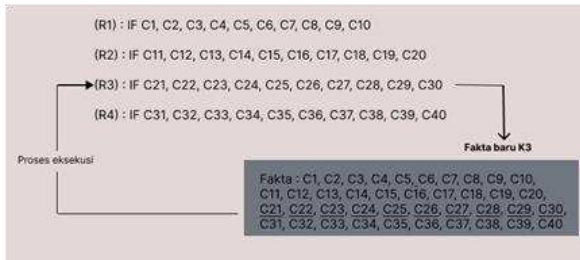 (R1) : IF C1, C2, C3, C4, C5, C6, C7, C8, C9, C10
(R2) : IF C11, C12, C13, C14, C15, C16, C17, C18, C19, C20
(R3) : IF C21, C22, C23, C24, C25, C26, C27, C28, C29, C30
(R4) : IF C31, C32, C33, C34, C35, C36, C37, C38, C39, C40
Fakta baru K3
Proses eksekusi
Fakta : C1, C2, C3, C4, C5, C6, C7, C8, C9, C10,
C11, C12, C13, C14, C15, C16, C17, C18, C19, C20,
C21, C22, C23, C24, C25, C26, C27, C28, C29, C30,
C31, C32, C33, C34, C35, C36, C37, C38, C39, C40